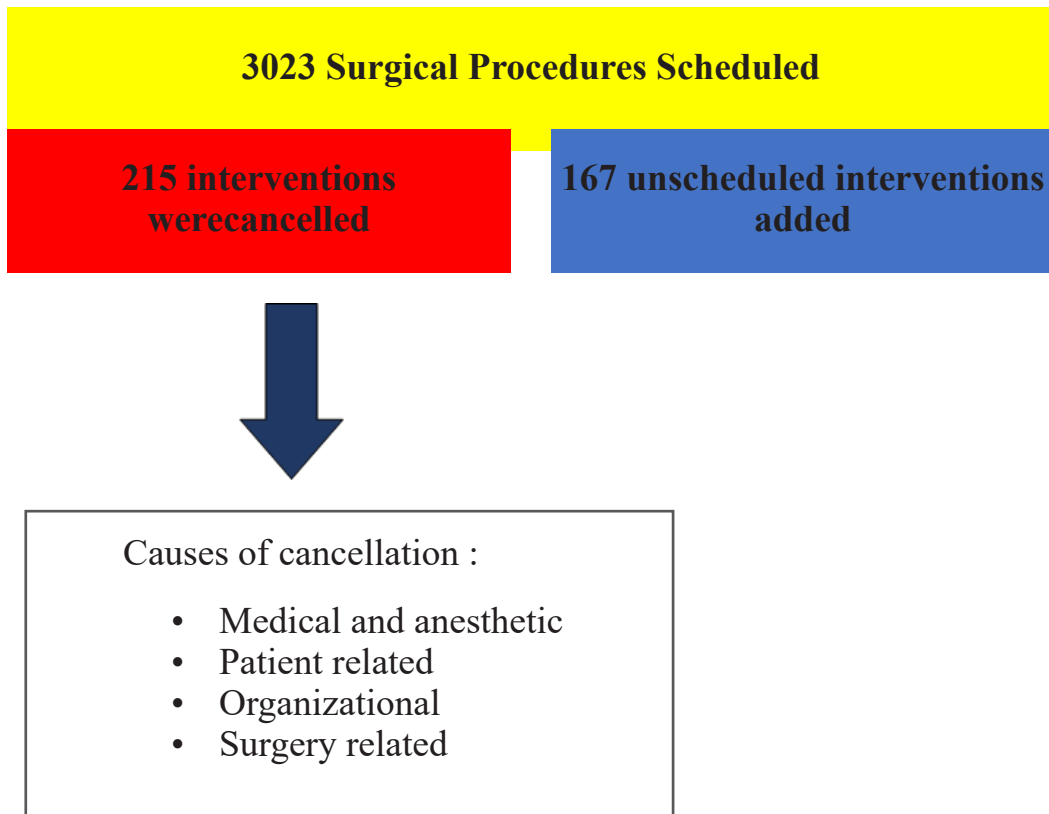 3023 Surgical Procedures Scheduled
215 interventions
werecancelled
167 unscheduled interventions
added
Causes of cancellation :
• Medical and anesthetic
• Patient related
• Organizational
• Surgery related